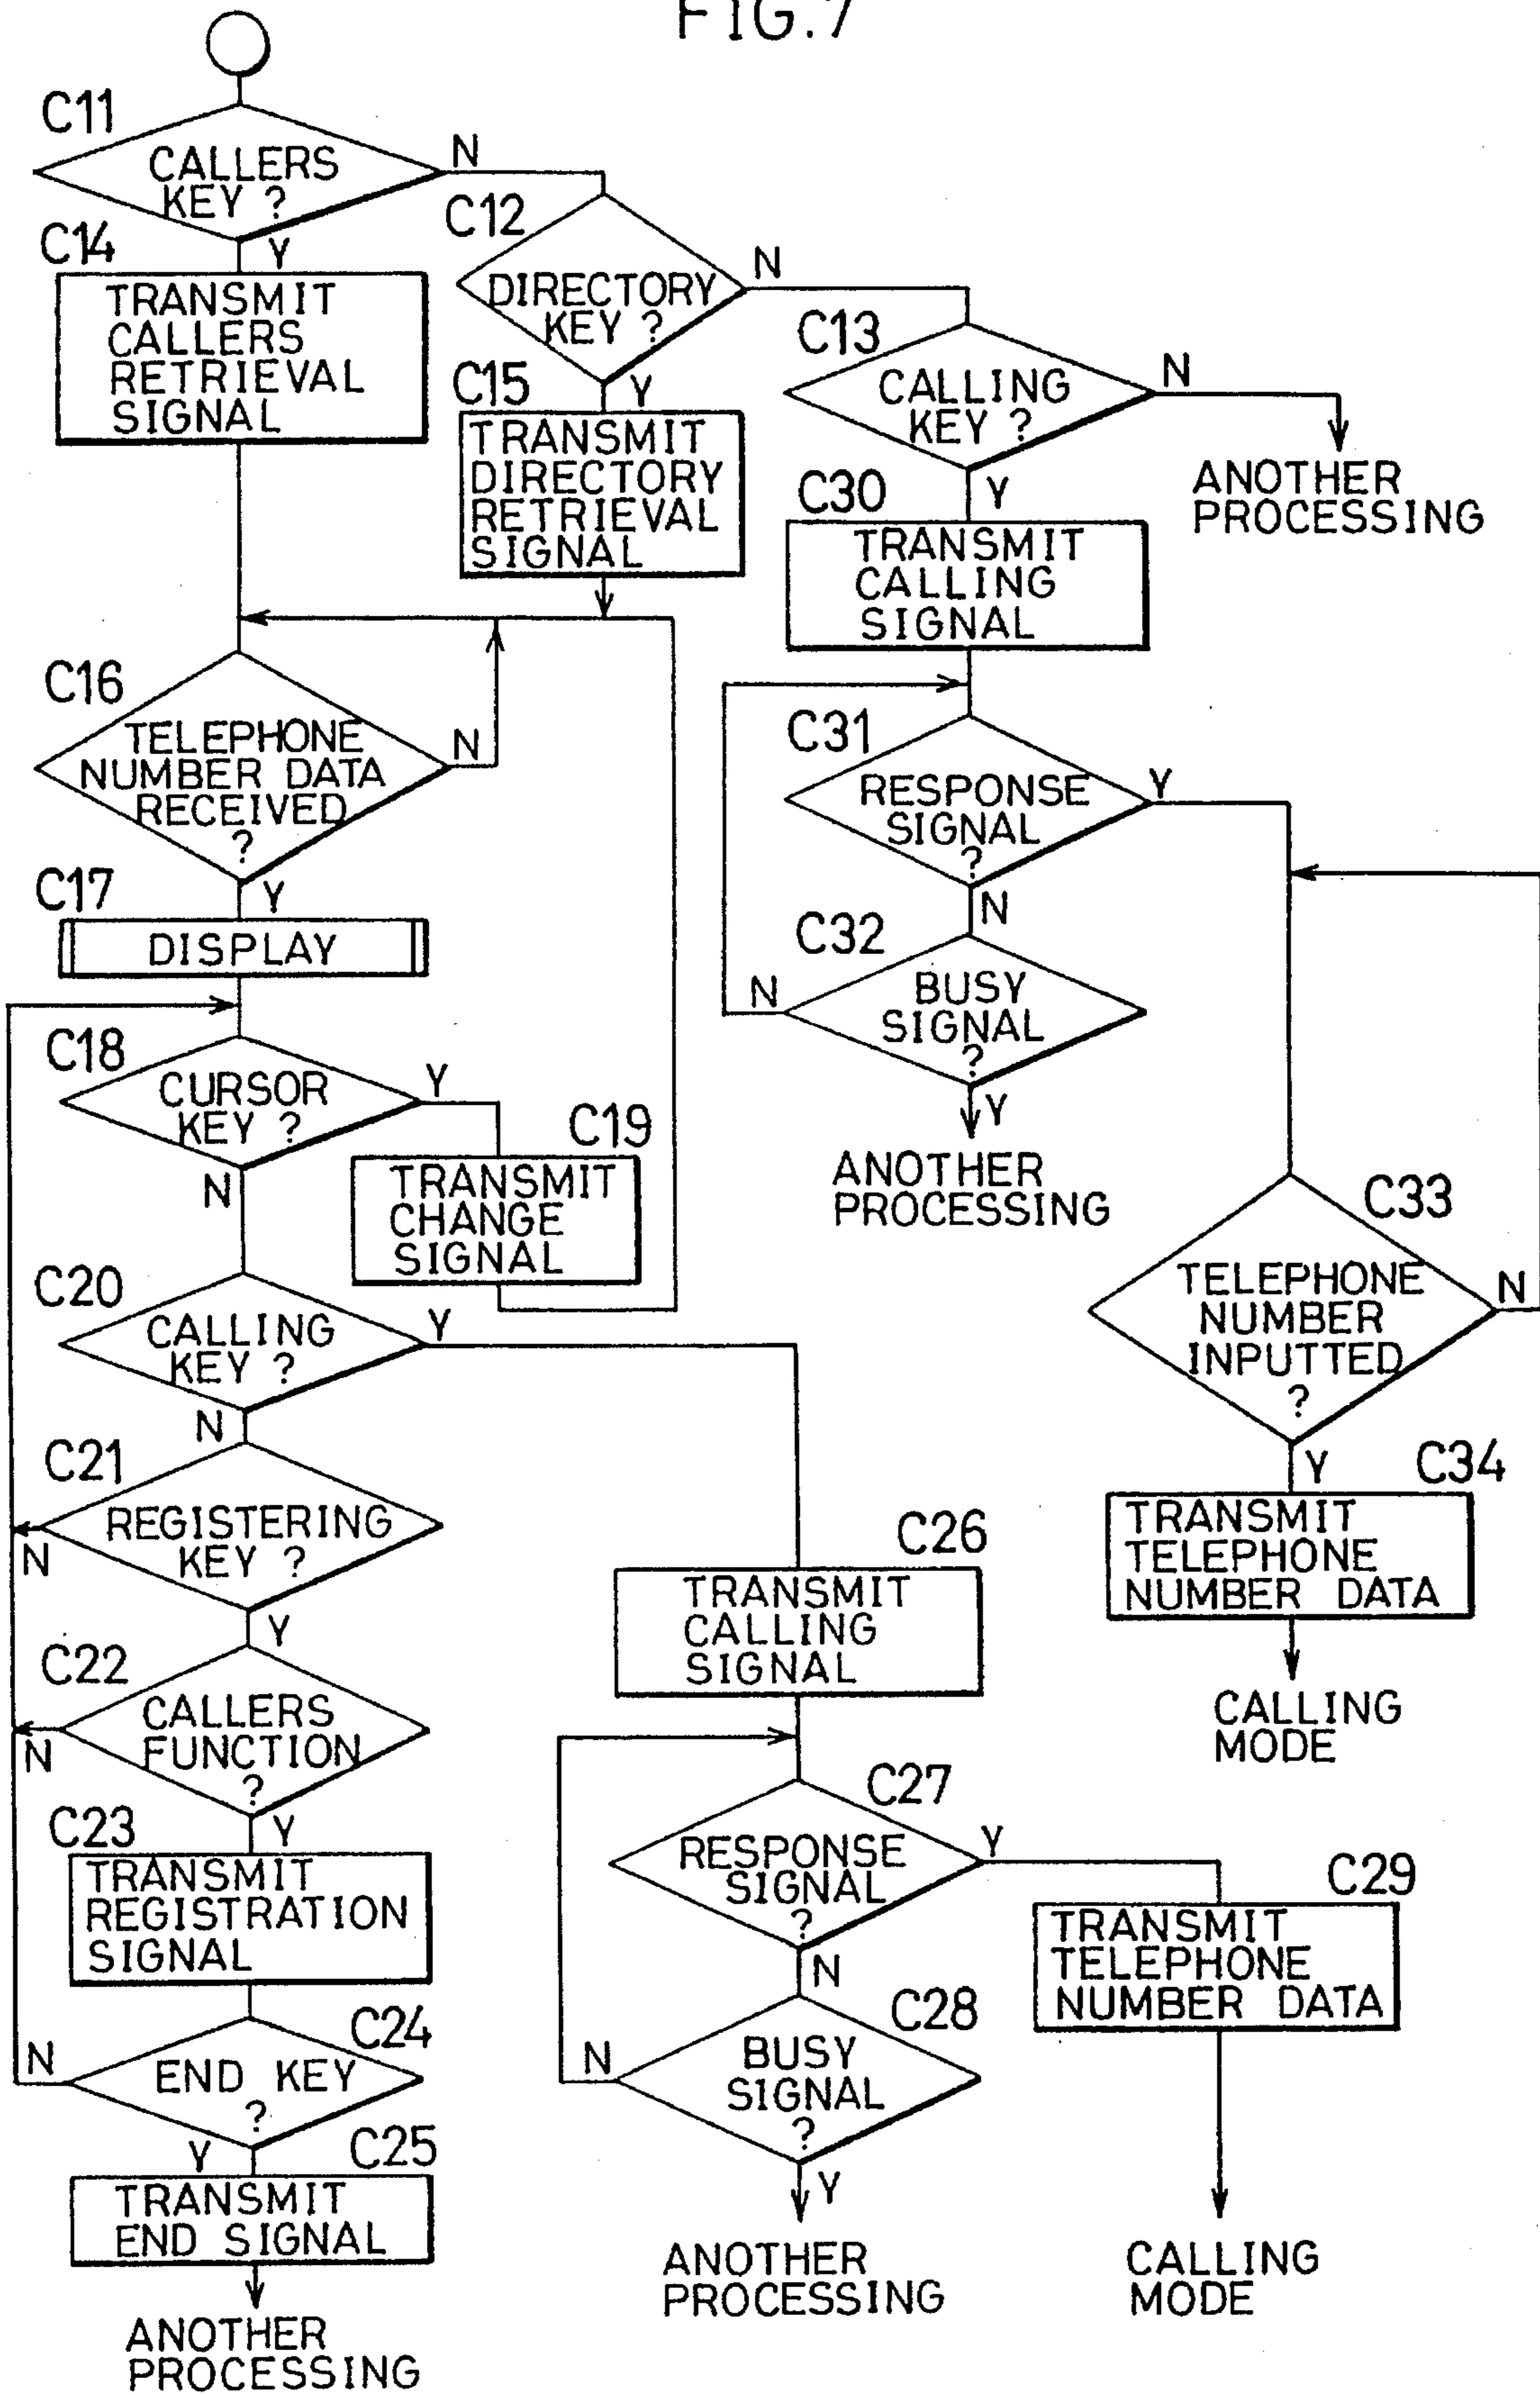 FIG.7
C11
CALLERS
KEY ?
N
Y
C12
DIRECTORY
KEY ?
N
Y
C13
CALLING
KEY ?
N
Y
ANOTHER
PROCESSING
C14
TRANSMIT
CALLERS
RETRIEVAL
SIGNAL
C15
TRANSMIT
DIRECTORY
RETRIEVAL
SIGNAL
C30
TRANSMIT
CALLING
SIGNAL
C16
TELEPHONE
NUMBER DATA
RECEIVED
?
N
Y
C31
RESPONSE
SIGNAL
?
Y
N
C17
DISPLAY
C32
BUSY
SIGNAL
?
N
Y
ANOTHER
PROCESSING
C18
CURSOR
KEY ?
Y
N
C19
TRANSMIT
CHANGE
SIGNAL
C33
TELEPHONE
NUMBER
INPUTTED
?
N
Y
C20
CALLING
KEY ?
Y
N
C34
TRANSMIT
TELEPHONE
NUMBER DATA
CALLING
MODE
C21
REGISTERING
KEY ?
N
Y
C26
TRANSMIT
CALLING
SIGNAL
C22
CALLERS
FUNCTION
?
N
Y
C27
RESPONSE
SIGNAL
?
Y
N
C23
TRANSMIT
REGISTRATION
SIGNAL
C29
TRANSMIT
TELEPHONE
NUMBER DATA
C24
END KEY
?
N
Y
C28
BUSY
SIGNAL
?
N
Y
C25
TRANSMIT
END SIGNAL
ANOTHER
PROCESSING
ANOTHER
PROCESSING
CALLING
MODE